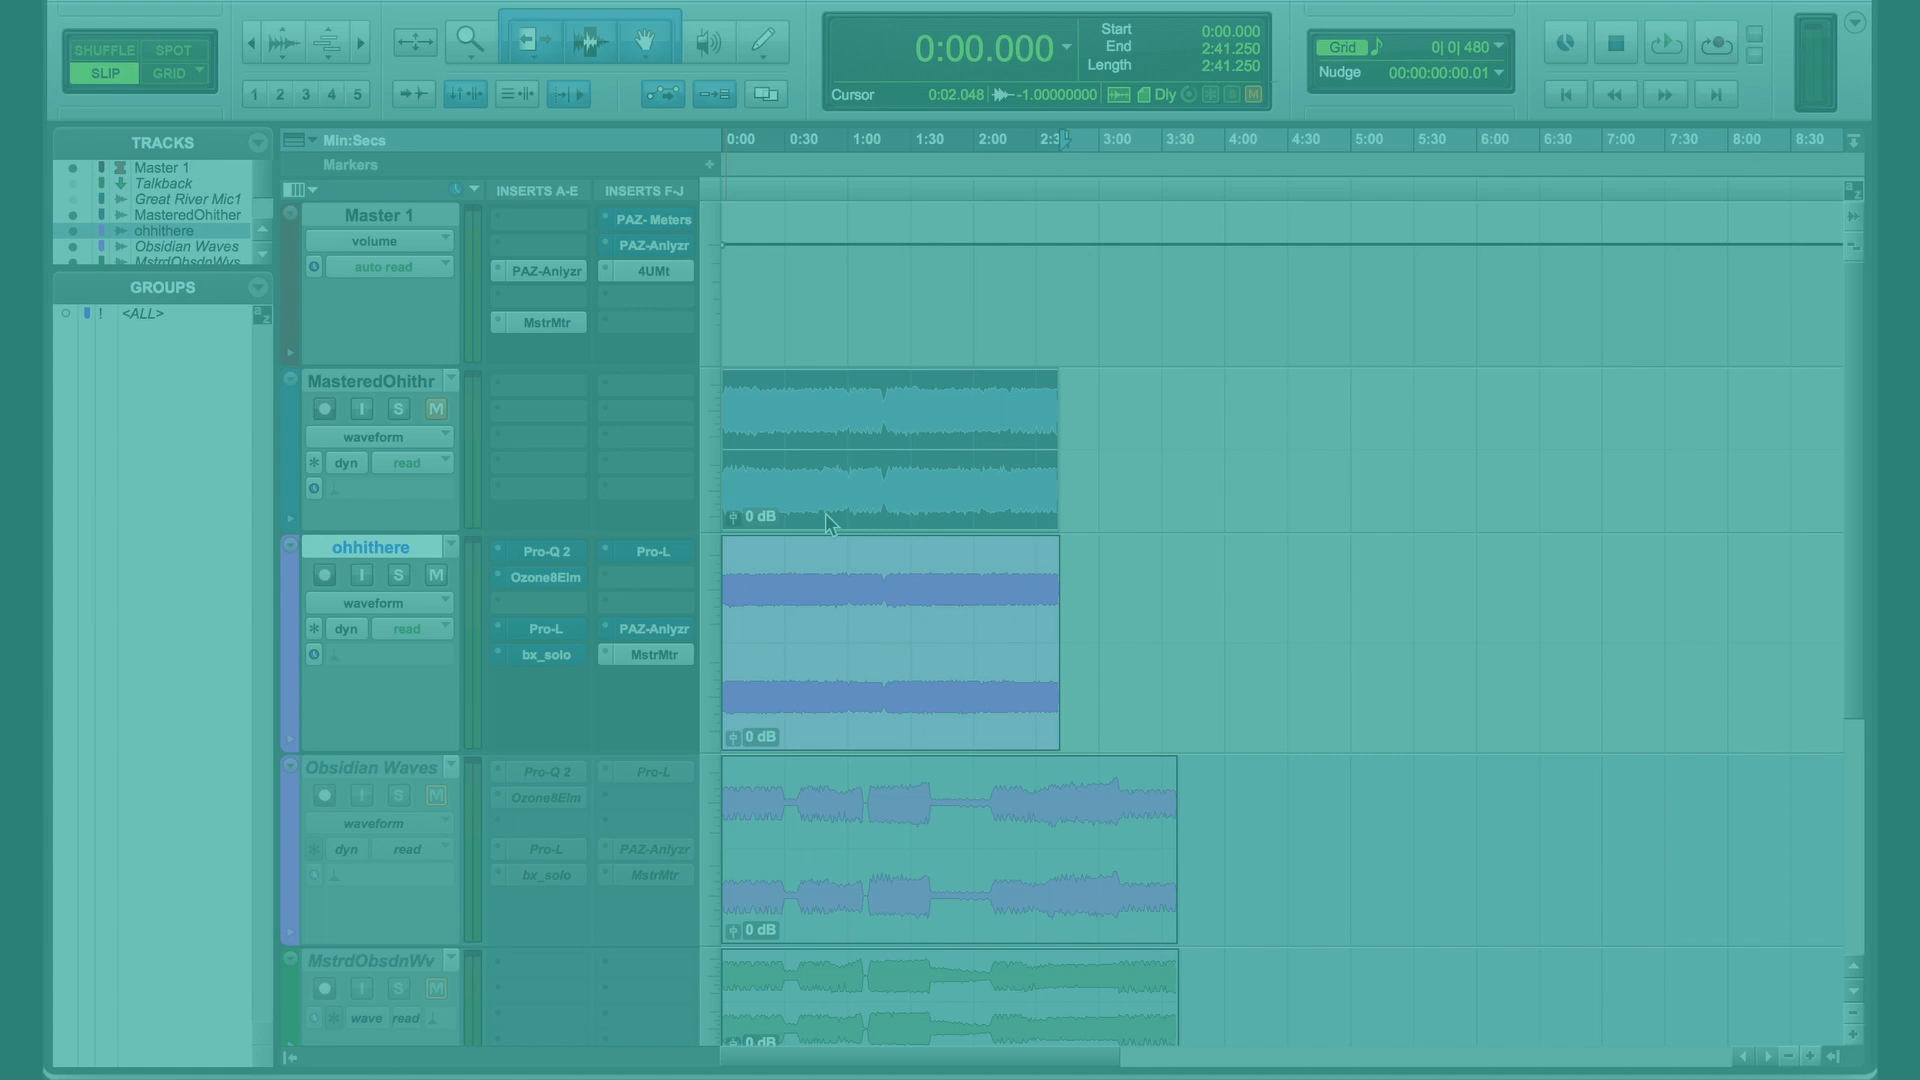 SHUFFLE SPOT
SLIP GRID
1 2 3 4 5
0:00.000
Start 0:00.000
End 2:41.250
Length 2:41.250
Cursor 0:02.048 -1.00000000 Dly S M
Grid 0| 0| 480
Nudge 00:00:00:00.01
TRACKS
Master 1
Talkback
Great River Mic1
MasteredOhither
ohhithere
Obsidian Waves
MstrdObsdnWvs
GROUPS
! <ALL> a z
Min:Secs
0:00 0:30 1:00 1:30 2:00 2:3 3:00 3:30 4:00 4:30 5:00 5:30 6:00 6:30 7:00 7:30 8:00 8:30
Markers +
INSERTS A-E INSERTS F-J
a z
Master 1
volume
auto read
PAZ- Meters
PAZ-Anlyzr
PAZ-Anlyzr 4UMt
MstrMtr
MasteredOhithr
I S M
waveform
dyn read
0 dB
ohhithere
I S M
waveform
dyn read
Pro-Q 2 Pro-L
Ozone8Elm
Pro-L PAZ-Anlyzr
bx_solo MstrMtr
0 dB
Obsidian Waves
I S M
waveform
dyn read
Pro-Q 2 Pro-L
Ozone8Elm
Pro-L PAZ-Anlyzr
bx_solo MstrMtr
0 dB
MstrdObsdnWv
I S M
wave read
0 dB